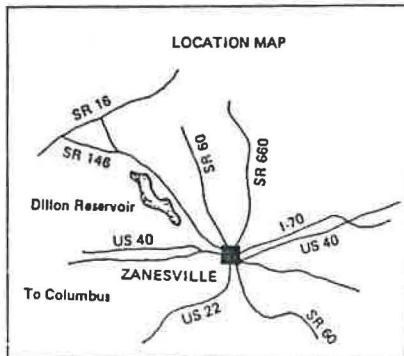 LOCATION MAP
SR 16
SR 146
SR 60
SR 660
Dillon Reservoir
I-70
US 40
US 40
ZANESVILLE
To Columbus
US 22
SR 60